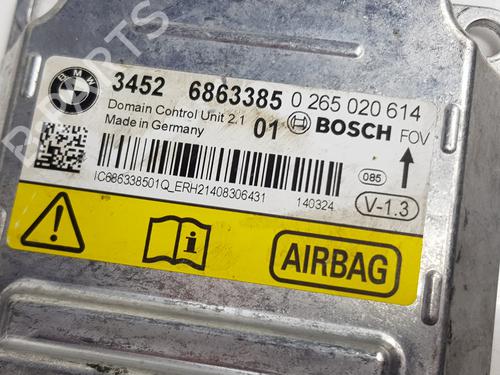 BMW
3452 6863385 0 265 020 614
Domain Control Unit 2.1 01 BOSCH FOV
Made in Germany
085
IC686338501Q_ERH21408306431 140324 V-1.3
i
AIRBAG